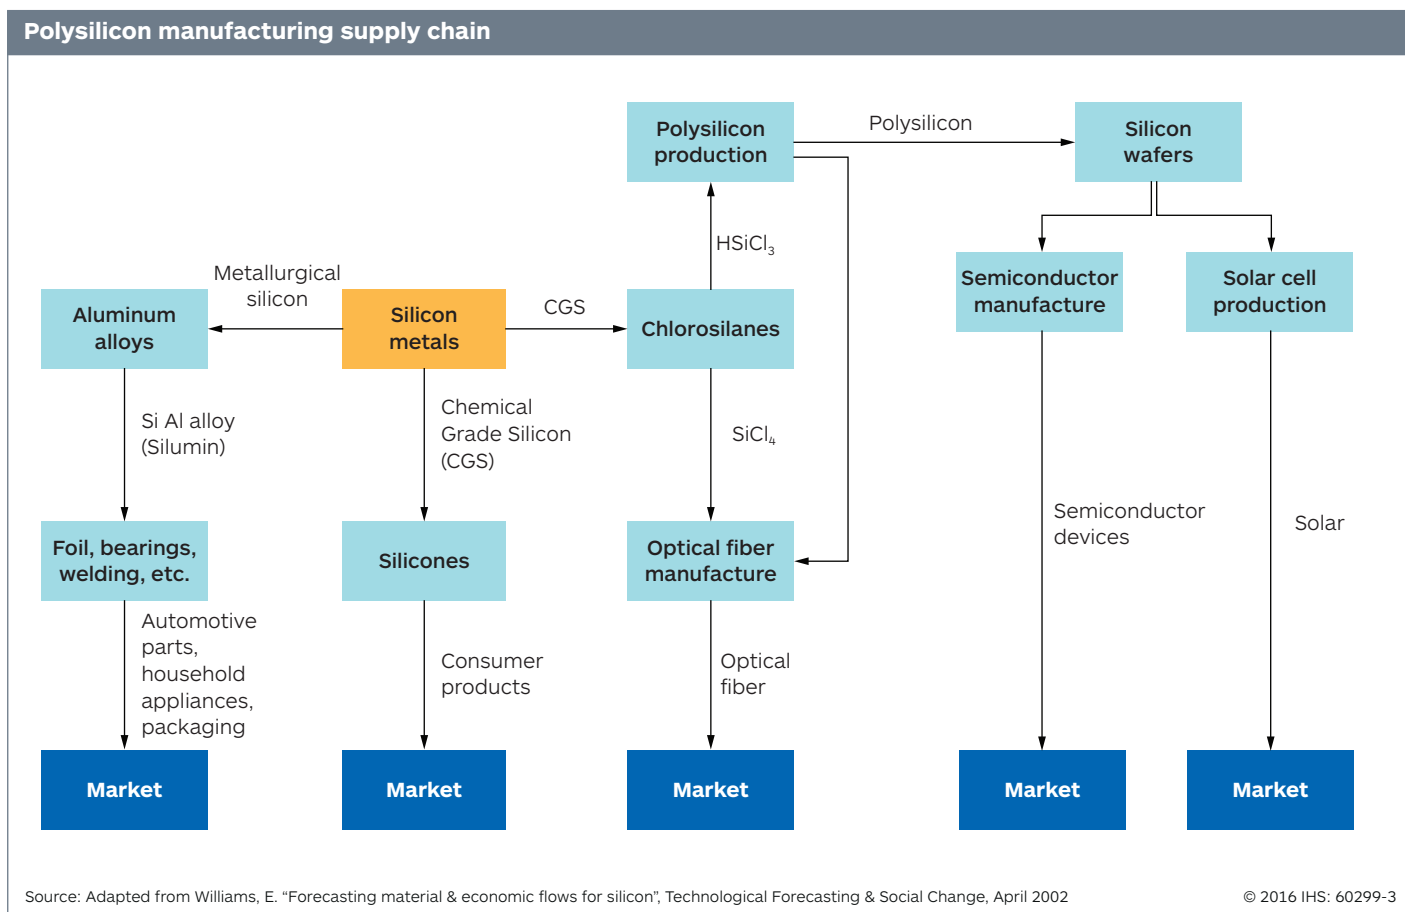 Polysilicon manufacturing supply chain
Polysilicon
production
Polysilicon
Silicon
wafers
HSiCl₃
Semiconductor
manufacture
Solar cell
production
Metallurgical
silicon
Aluminum
alloys
Silicon
metals
CGS
Chlorosilanes
Si Al alloy
(Silumin)
Chemical
Grade Silicon
(CGS)
SiCl₄
Semiconductor
devices
Solar
Foil, bearings,
welding, etc.
Silicones
Optical fiber
manufacture
Automotive
parts,
household
appliances,
packaging
Consumer
products
Optical
fiber
Market
Market
Market
Market
Market
Source: Adapted from Williams, E. “Forecasting material & economic flows for silicon”, Technological Forecasting & Social Change, April 2002
© 2016 IHS: 60299-3